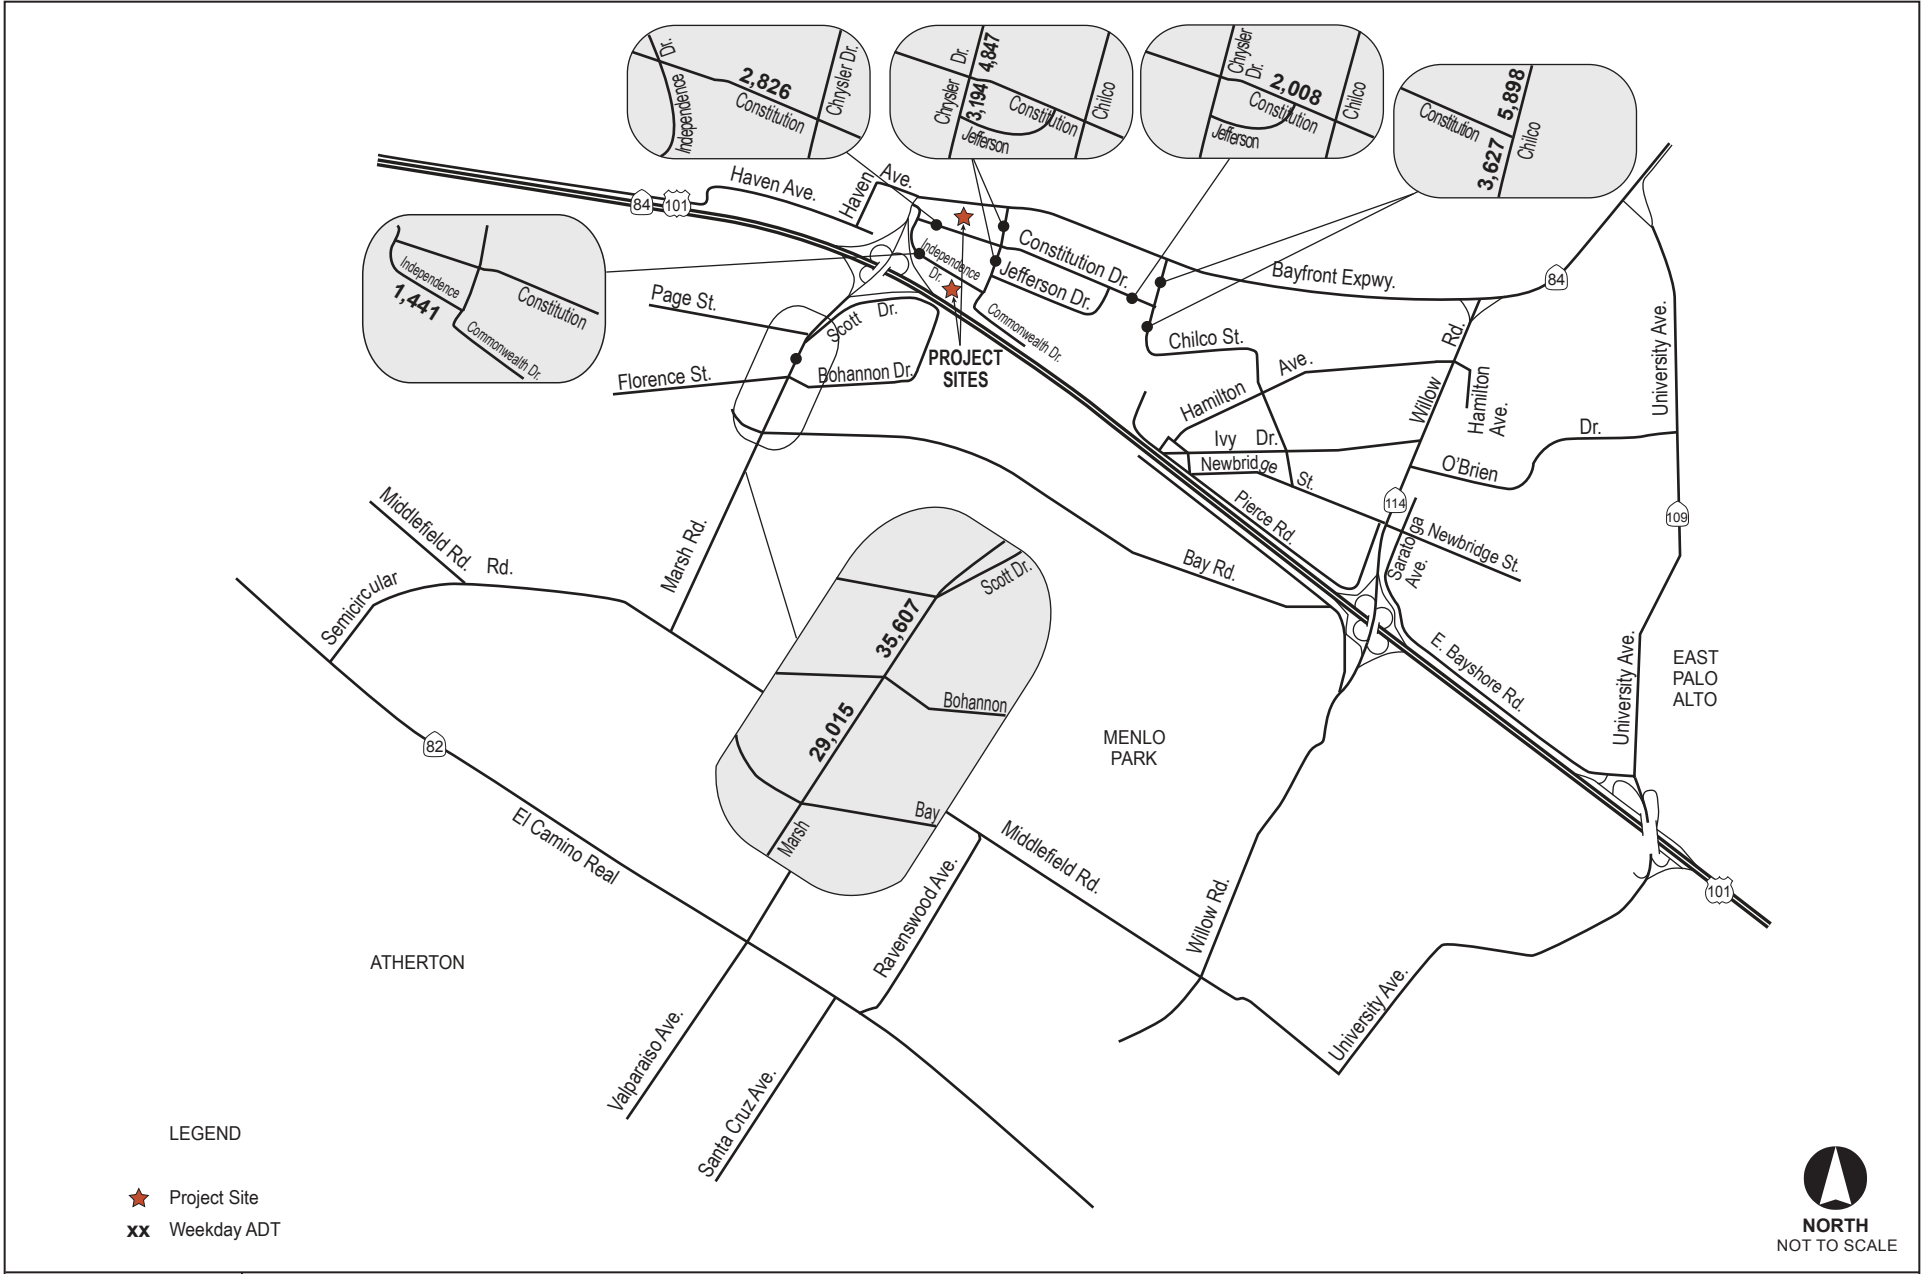 Dr.
Independence
2,826
Constitution
Chrysler Dr.
Chrysler
Dr.
4,847
3,194
Constitution
Jefferson
Chilco
Chrysler
Dr.
2,008
Constitution
Jefferson
Chilco
Constitution
5,898
3,627
Chilco
84
101
Haven Ave.
Haven
Ave.
Independence
1,441
Constitution
Commonwealth Dr.
Independence
Dr.
Constitution Dr.
Jefferson Dr.
Commonwealth Dr.
Bayfront Expwy.
84
Page St.
Scott Dr.
PROJECT
SITES
Florence St.
Bohannon Dr.
Chilco St.
Hamilton Ave.
Willow Rd.
Hamilton
Ave.
University Ave.
Ivy Dr.
Newbridge St.
O'Brien Dr.
114
109
Pierce Rd.
Saratoga
Ave.
Newbridge St.
Middlefield Rd.
Semicircular Rd.
Marsh Rd.
Bay Rd.
Scott Dr.
35,607
Bohannon
29,015
Bay
Marsh
E. Bayshore Rd.
University Ave.
EAST
PALO
ALTO
MENLO
PARK
82
El Camino Real
Middlefield Rd.
Ravenswood Ave.
Willow Rd.
101
ATHERTON
Valparaiso Ave.
Santa Cruz Ave.
University Ave.
LEGEND
Project Site
xx Weekday ADT
NORTH
NOT TO SCALE